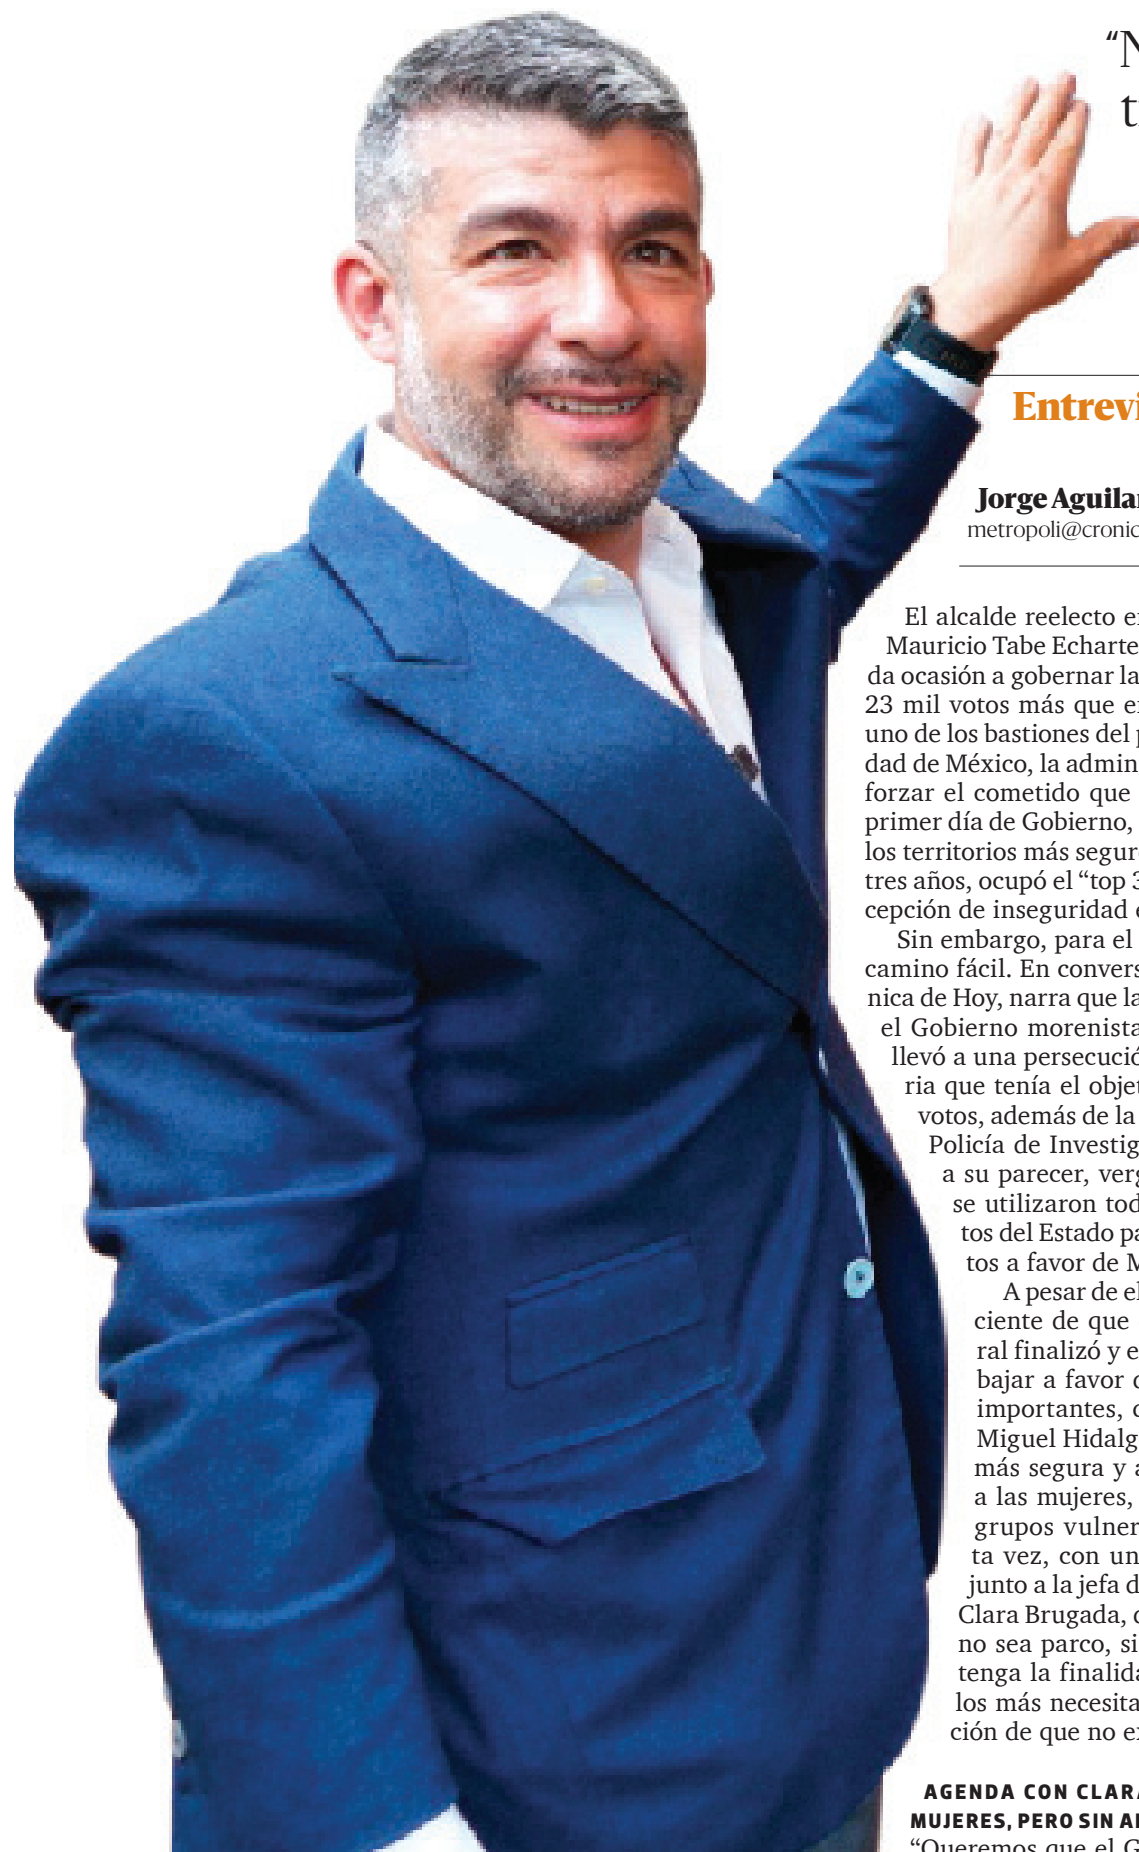 “N
t
Entrevi
Jorge Aguilar
metropoli@cronic
El alcalde reelecto e
Mauricio Tabe Echarte
da ocasión a gobernar la
23 mil votos más que e
uno de los bastiones del p
dad de México, la admin
forzar el cometido que
primer día de Gobierno,
los territorios más segur
tres años, ocupó el “top 3
cepción de inseguridad e
Sin embargo, para el
camino fácil. En convers
nica de Hoy, narra que la
el Gobierno morenista
llevó a una persecució
ria que tenía el objet
votos, además de la
Policía de Investig
a su parecer, verg
se utilizaron tod
tos del Estado pa
tos a favor de M
A pesar de el
ciente de que
ral finalizó y e
bajar a favor d
importantes, c
Miguel Hidalg
más segura y a
a las mujeres,
grupos vulner
ta vez, con un
junto a la jefa d
Clara Brugada, c
no sea parco, si
tenga la finalida
los más necesita
ción de que no ex
AGENDA CON CLARA
MUJERES, PERO SIN A
“Queremos que el G